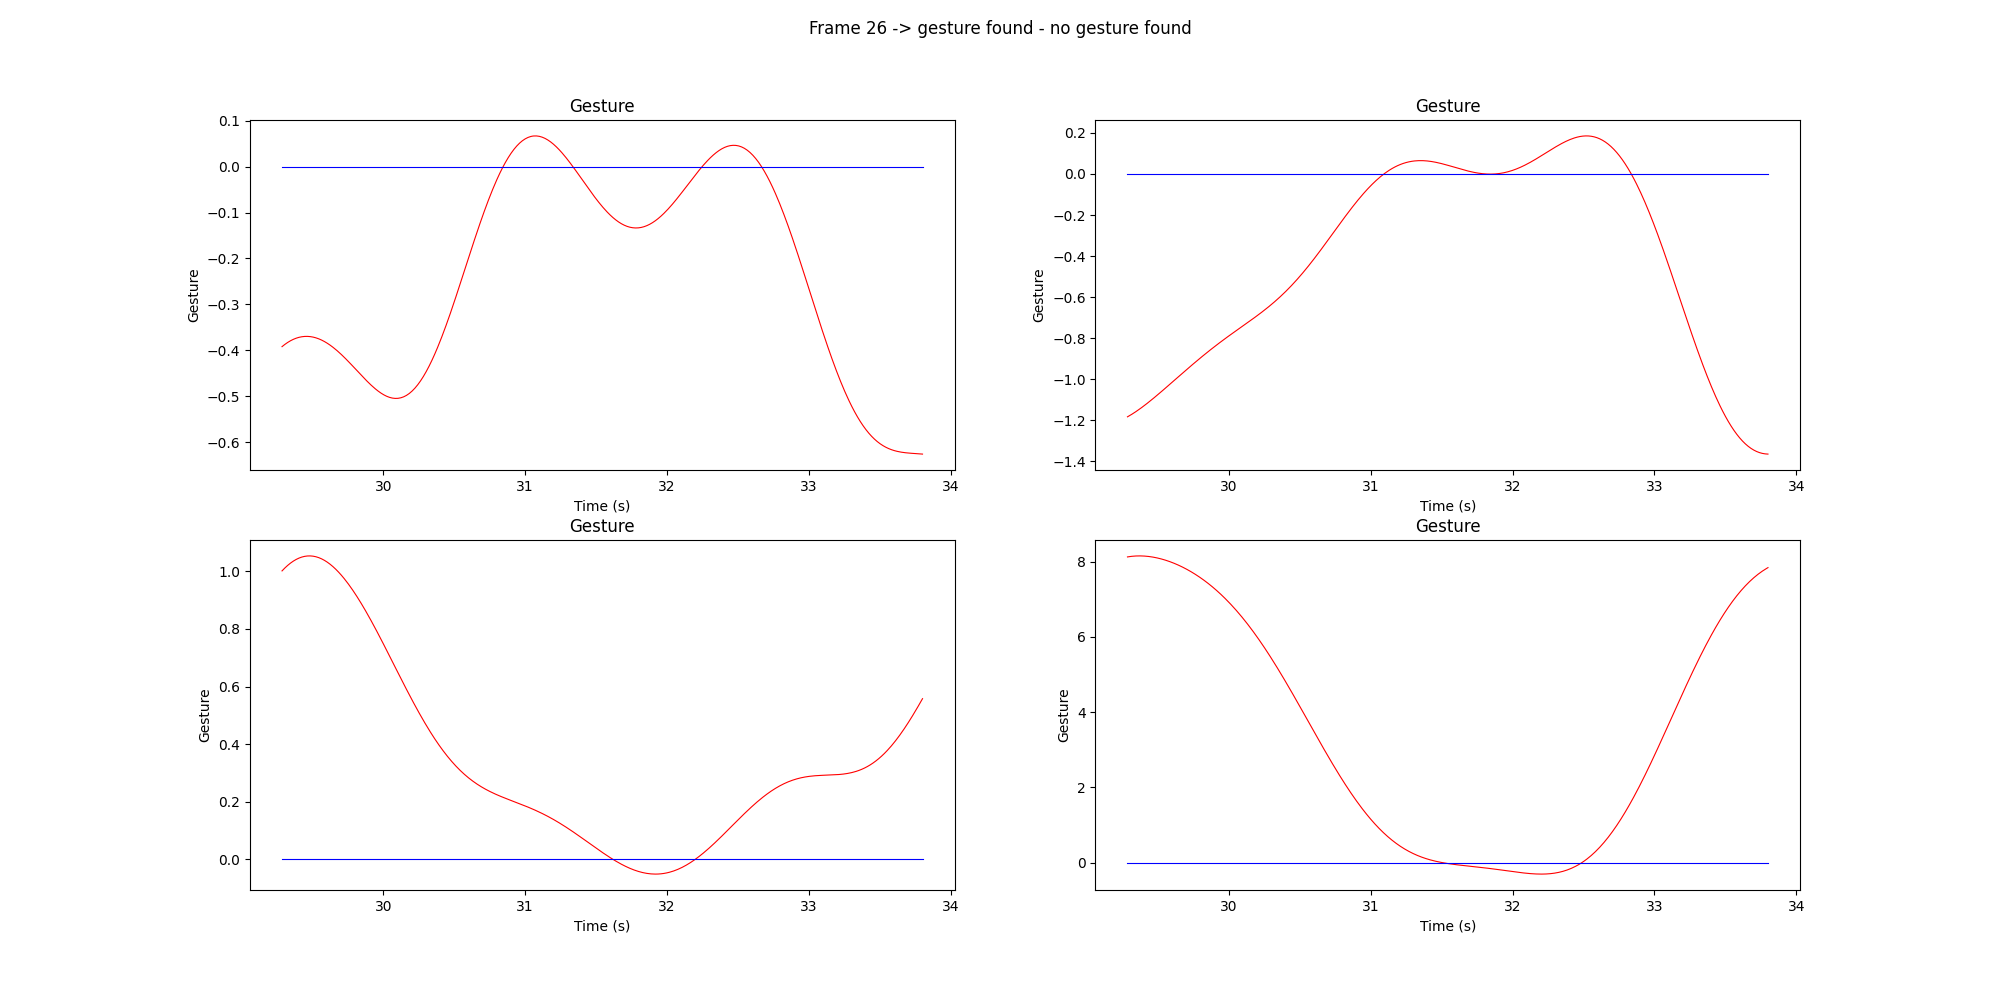 Frame 26 -> gesture found - no gesture found
Gesture
0.1
0.0
−0.1
−0.2
−0.3
−0.4
−0.5
−0.6
Gesture
30 31 32 33 34
Time (s)
Gesture
0.2
0.0
−0.2
−0.4
−0.6
−0.8
−1.0
−1.2
−1.4
Gesture
30 31 32 33 34
Time (s)
Gesture
1.0
0.8
0.6
0.4
0.2
0.0
Gesture
30 31 32 33 34
Time (s)
Gesture
8
6
4
2
0
Gesture
30 31 32 33 34
Time (s)